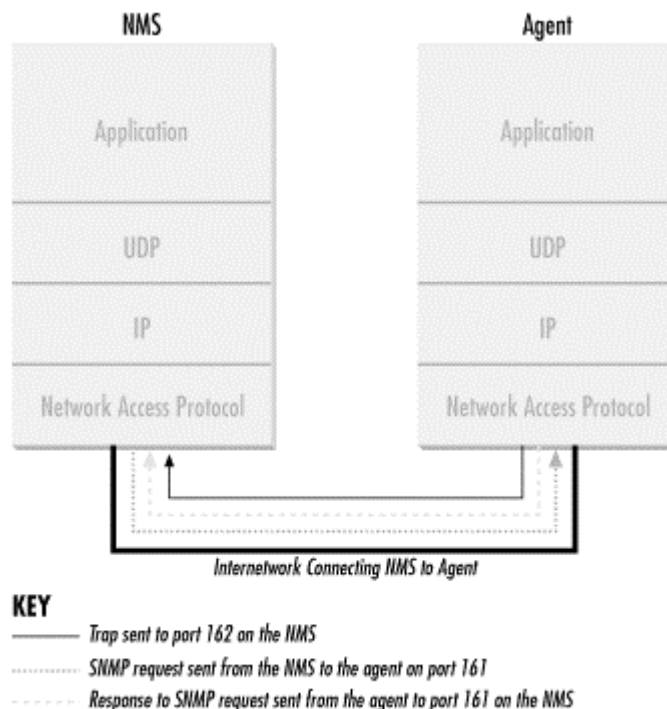 NMS Agent
Application Application
UDP UDP
IP IP
Network Access Protocol Network Access Protocol
Internetwork Connecting NMS to Agent
KEY
Trap sent to port 162 on the NMS
SNMP request sent from the NMS to the agent on port 161
Response to SNMP request sent from the agent to port 161 on the NMS